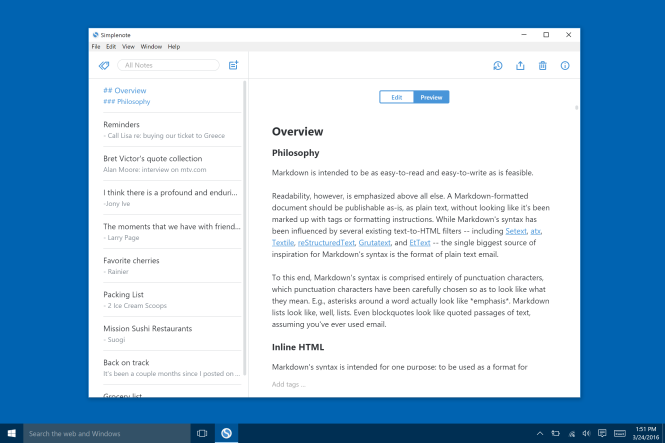 Simplenote
File Edit View Window Help
All Notes
## Overview
### Philosophy
Reminders
- Call Lisa re: buying our ticket to Greece
Bret Victor's quote collection
Alan Moore: interview on mtv.com
I think there is a profound and enduri...
-Jony Ive
The moments that we have with friend...
- Larry Page
Favorite cherries
- Rainier
Packing List
- 2 Ice Cream Scoops
Mission Sushi Restaurants
- Suogi
Back on track
It's been a couple months since I posted on ...
Grocery list
Edit Preview
Overview
Philosophy
Markdown is intended to be as easy-to-read and easy-to-write as is feasible.
Readability, however, is emphasized above all else. A Markdown-formatted
document should be publishable as-is, as plain text, without looking like it's been
marked up with tags or formatting instructions. While Markdown's syntax has
been influenced by several existing text-to-HTML filters -- including Setext, atx,
Textile, reStructuredText, Grutatext, and EtText -- the single biggest source of
inspiration for Markdown's syntax is the format of plain text email.
To this end, Markdown's syntax is comprised entirely of punctuation characters,
which punctuation characters have been carefully chosen so as to look like what
they mean. E.g., asterisks around a word actually look like *emphasis*. Markdown
lists look like, well, lists. Even blockquotes look like quoted passages of text,
assuming you've ever used email.
Inline HTML
Markdown's syntax is intended for one purpose: to be used as a format for
Add tags...
Search the web and Windows
1:51 PM
3/24/2016